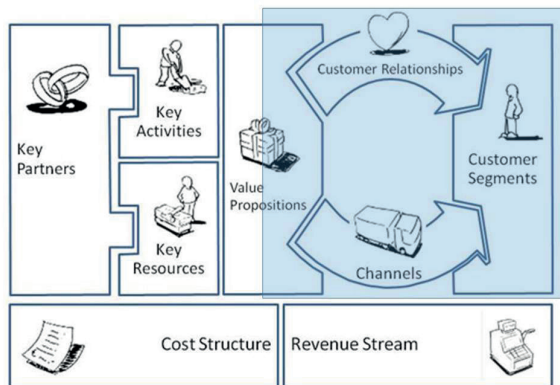 Key
Partners
Key
Activities
Key
Resources
Value
Propositions
Customer Relationships
Channels
Customer
Segments
Cost Structure
Revenue Stream